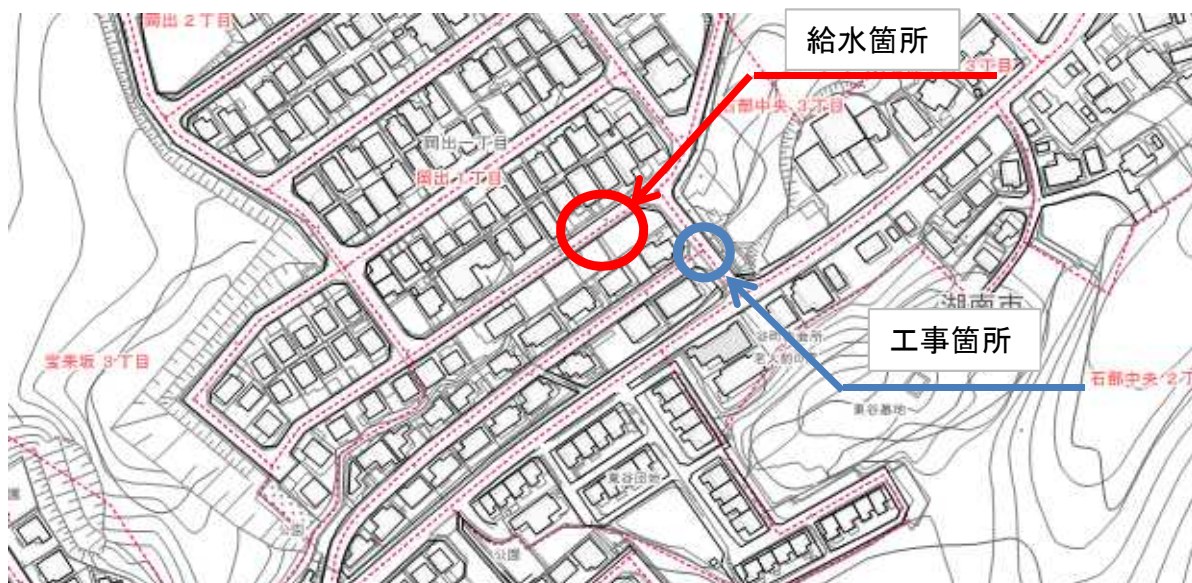 岡出2丁目
給水箇所
3丁目
石部中央 3丁目
岡出一丁目
岡出1丁目
湖南市
工事箇所
宝来坂 3丁目
石部中央 2丁
東谷墓地
東谷団地
公園
公園
園